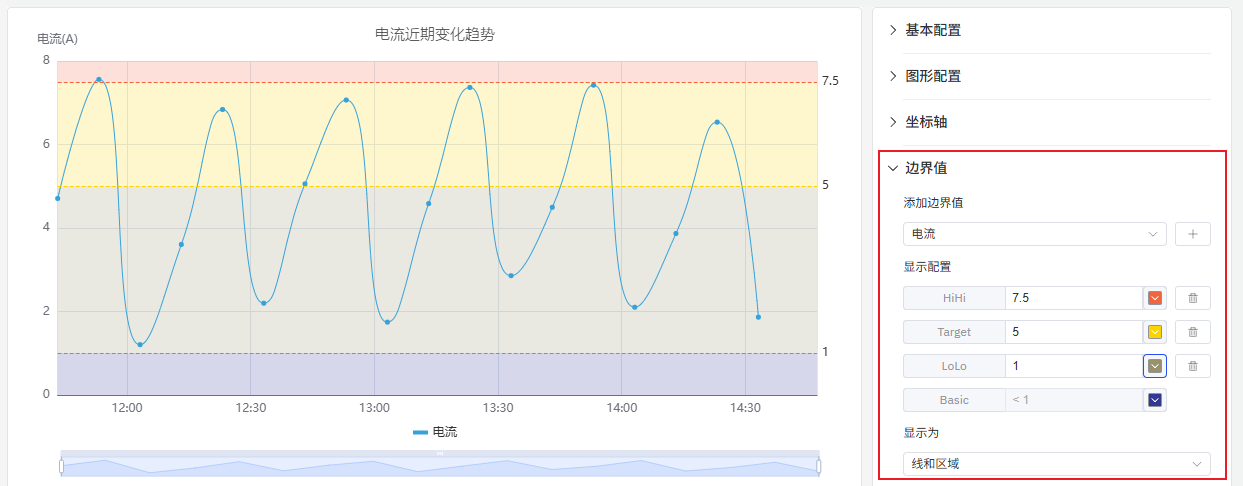 电流近期变化趋势
电流(A)
8
6
4
2
0
7.5
5
1
12:00
12:30
13:00
13:30
14:00
14:30
电流
基本配置
图形配置
坐标轴
边界值
添加边界值
电流
显示配置
HiHi 7.5
Target 5
LoLo 1
Basic < 1
显示为
线和区域